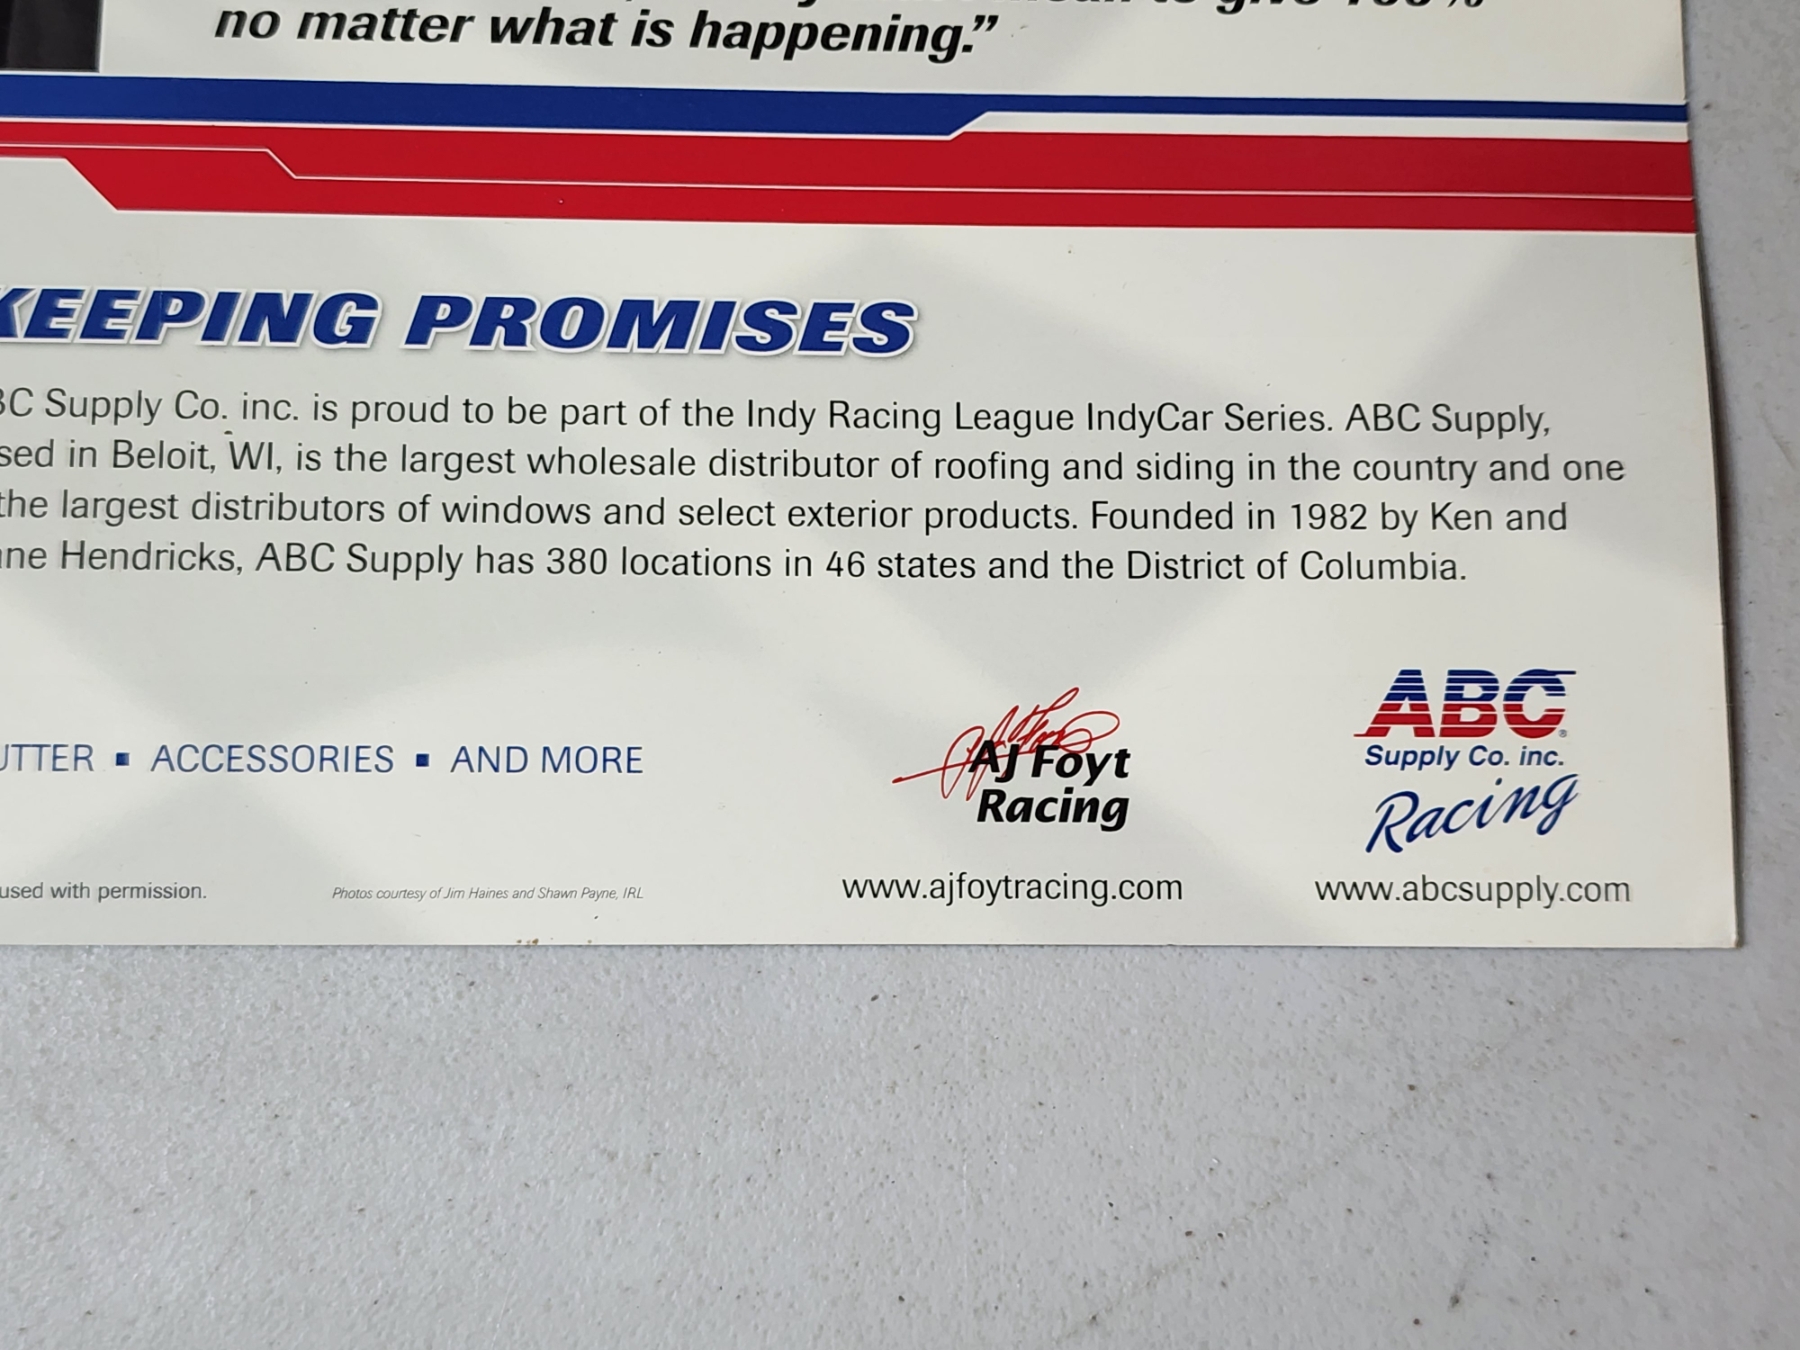 no matter what is happening.”
KEEPING PROMISES
Supply Co. inc. is proud to be part of the Indy Racing League IndyCar Series. ABC Supply,
in Beloit, WI, is the largest wholesale distributor of roofing and siding in the country and one
the largest distributors of windows and select exterior products. Founded in 1982 by Ken and
Hendricks, ABC Supply has 380 locations in 46 states and the District of Columbia.
▪ ACCESSORIES ▪ AND MORE
AJ Foyt
Racing
ABC®
Supply Co. inc.
Racing
used with permission.
Photos courtesy of Jim Haines and Shawn Payne, IRL
www.ajfoytracing.com
www.abcsupply.com